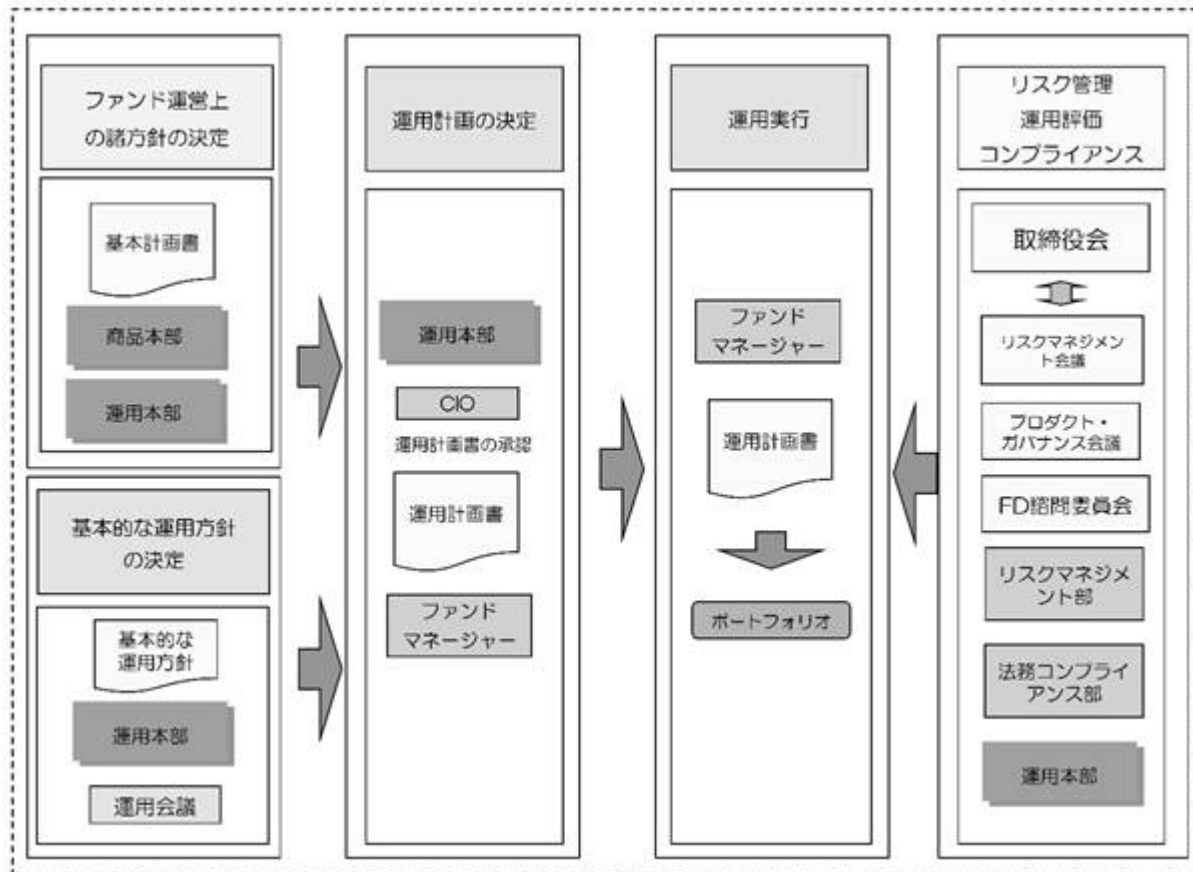 ファンド運営上
の諸方針の決定
基本計画書
商品本部
運用本部
基本的な運用方針
の決定
基本的な
運用方針
運用本部
運用会議
運用計画の決定
運用本部
CIO
運用計画書の承認
運用計画書
ファンド
マネージャー
運用実行
ファンド
マネージャー
運用計画書
ポートフォリオ
リスク管理
運用評価
コンプライアンス
取締役会
リスクマネジメン
ト会議
プロダクト・
ガバナンス会議
FD諮問委員会
リスクマネジメ
ント部
法務コンプライ
アンス部
運用本部